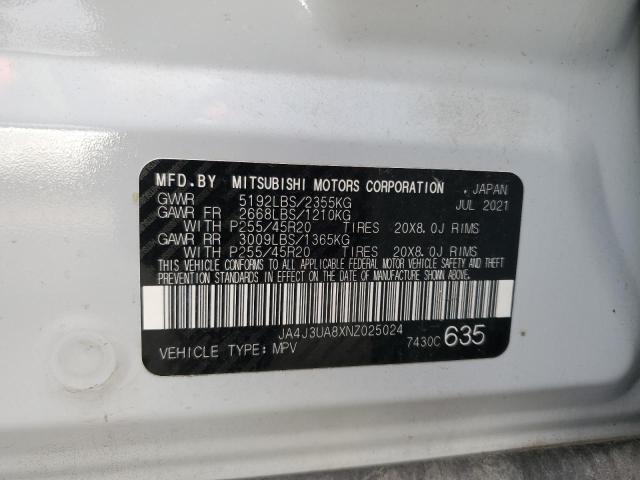 MFD.BY MITSUBISHI MOTORS CORPORATION . JAPAN
GVWR 5192LBS/2355KG JUL 2021
GAWR FR 2668LBS/1210KG
WITH P255/45R20 TIRES 20X8.0J RIMS
GAWR RR 3009LBS/1365KG
WITH P255/45R20 TIRES 20X8.0J RIMS
THIS VEHICLE CONFORMS TO ALL APPLICABLE FEDERAL MOTOR VEHICLE SAFETY AND THEFT
PREVENTION STANDARDS IN EFFECT ON THE DATE OF MANUFACTURE SHOWN ABOVE.
JA4J3UA8XNZ025024
VEHICLE TYPE: MPV 7430C 635